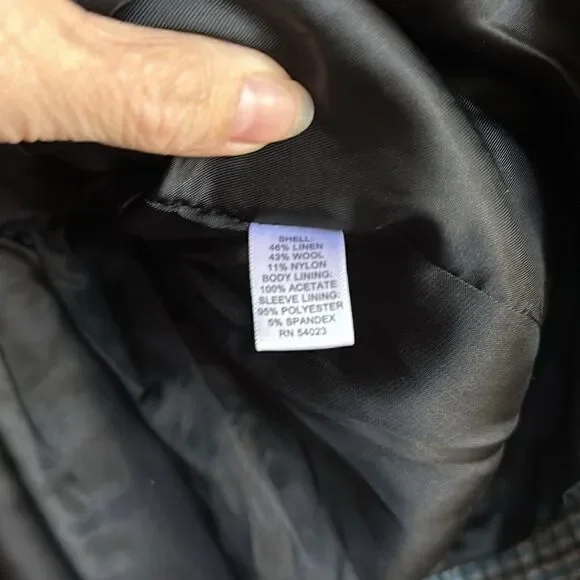 SHELL:
46% LINEN
43% WOOL
11% NYLON
BODY LINING:
100% ACETATE
SLEEVE LINING:
95% POLYESTER
5% SPANDEX
RN 54023